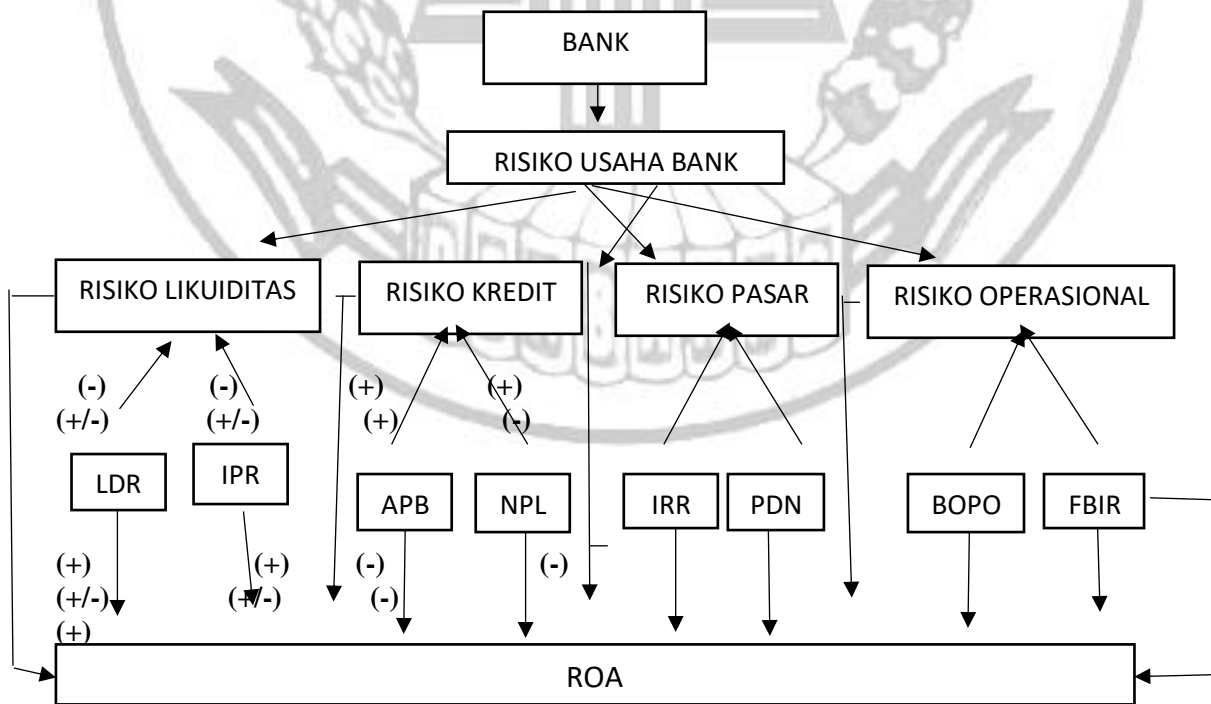 BANK
RISIKO USAHA BANK
RISIKO LIKUIDITAS RISIKO KREDIT RISIKO PASAR RISIKO OPERASIONAL
(-) (-) (+) (+)
(+/-) (+/-) (+) (-)
LDR IPR APB NPL IRR PDN BOPO FBIR
(+) (+) (-) (-)
(+/-) (+/-) (-)
(+)
ROA